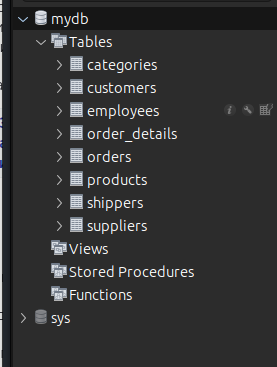 mydb
Tables
categories
customers
employees
order_details
orders
products
shippers
suppliers
Views
Stored Procedures
Functions
sys